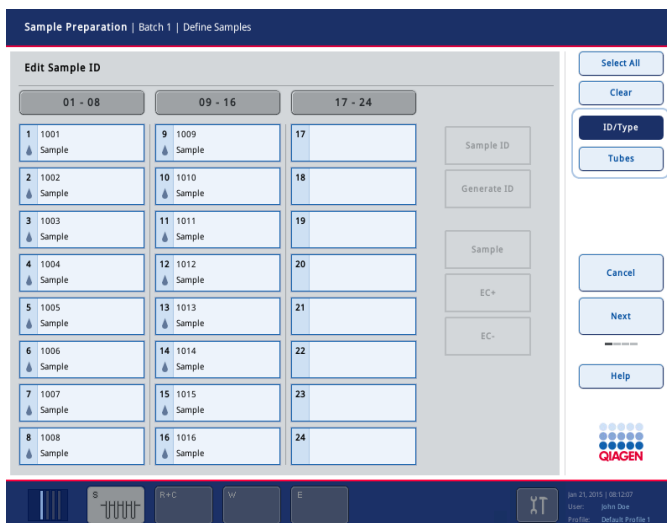 Sample Preparation | Batch 1 | Define Samples
Edit Sample ID
01 - 08
09 - 16
17 - 24
1 1001
Sample
2 1002
Sample
3 1003
Sample
4 1004
Sample
5 1005
Sample
6 1006
Sample
7 1007
Sample
8 1008
Sample
9 1009
Sample
10 1010
Sample
11 1011
Sample
12 1012
Sample
13 1013
Sample
14 1014
Sample
15 1015
Sample
16 1016
Sample
17
18
19
20
21
22
23
24
Sample ID
Generate ID
Sample
EC+
EC-
Select All
Clear
ID/Type
Tubes
Cancel
Next
Help
QIAGEN
S
R+C
W
E
Jan 21, 2015 | 08:12:07
User: John Doe
Profile: Default Profile 1